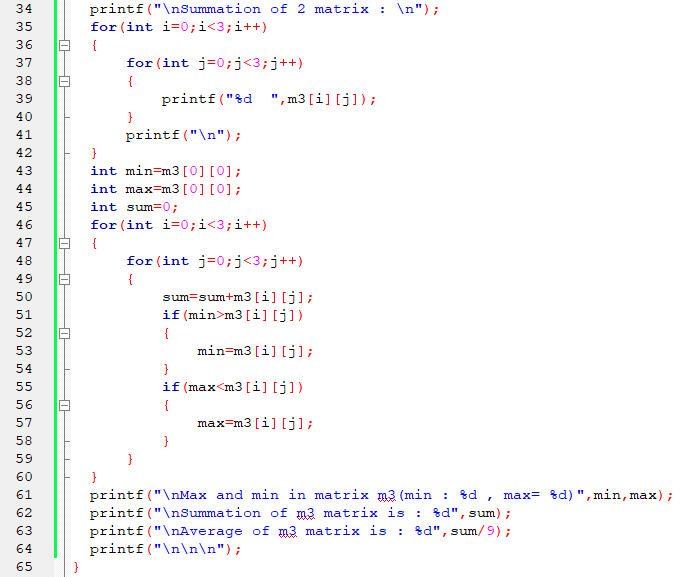 34 printf("\nSummation of 2 matrix : \n");
35 for(int i=0;i<3;i++)
36 {
37 for(int j=0;j<3;j++)
38 {
39 printf("%d  ",m3[i][j]);
40 }
41 printf("\n");
42 }
43 int min=m3[0][0];
44 int max=m3[0][0];
45 int sum=0;
46 for(int i=0;i<3;i++)
47 {
48 for(int j=0;j<3;j++)
49 {
50 sum=sum+m3[i][j];
51 if(min>m3[i][j])
52 {
53 min=m3[i][j];
54 }
55 if(max<m3[i][j])
56 {
57 max=m3[i][j];
58 }
59 }
60 }
61 printf("\nMax and min in matrix m3(min : %d , max= %d)",min,max);
62 printf("\nSummation of m3 matrix is : %d",sum);
63 printf("\nAverage of m3 matrix is : %d",sum/9);
64 printf("\n\n\n");
65 }